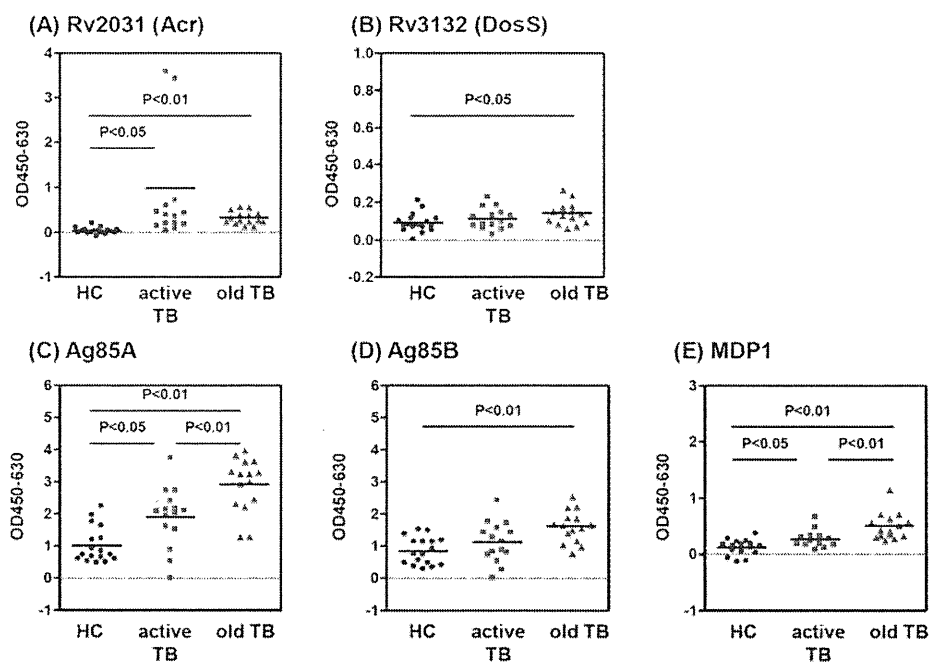 (A) Rv2031 (Acr)
4
3
2
1
0
-1
OD450-630
P<0.01
P<0.05
HC
active TB
old TB
(B) Rv3132 (DosS)
1.0
0.8
0.6
0.4
0.2
0.0
-0.2
OD450-630
P<0.05
HC
active TB
old TB
(C) Ag85A
6
5
4
3
2
1
0
-1
OD450-630
P<0.01
P<0.05
P<0.01
HC
active TB
old TB
(D) Ag85B
6
5
4
3
2
1
0
-1
OD450-630
P<0.01
HC
active TB
old TB
(E) MDP1
3
2
1
0
-1
OD450-630
P<0.01
P<0.05
P<0.01
HC
active TB
old TB